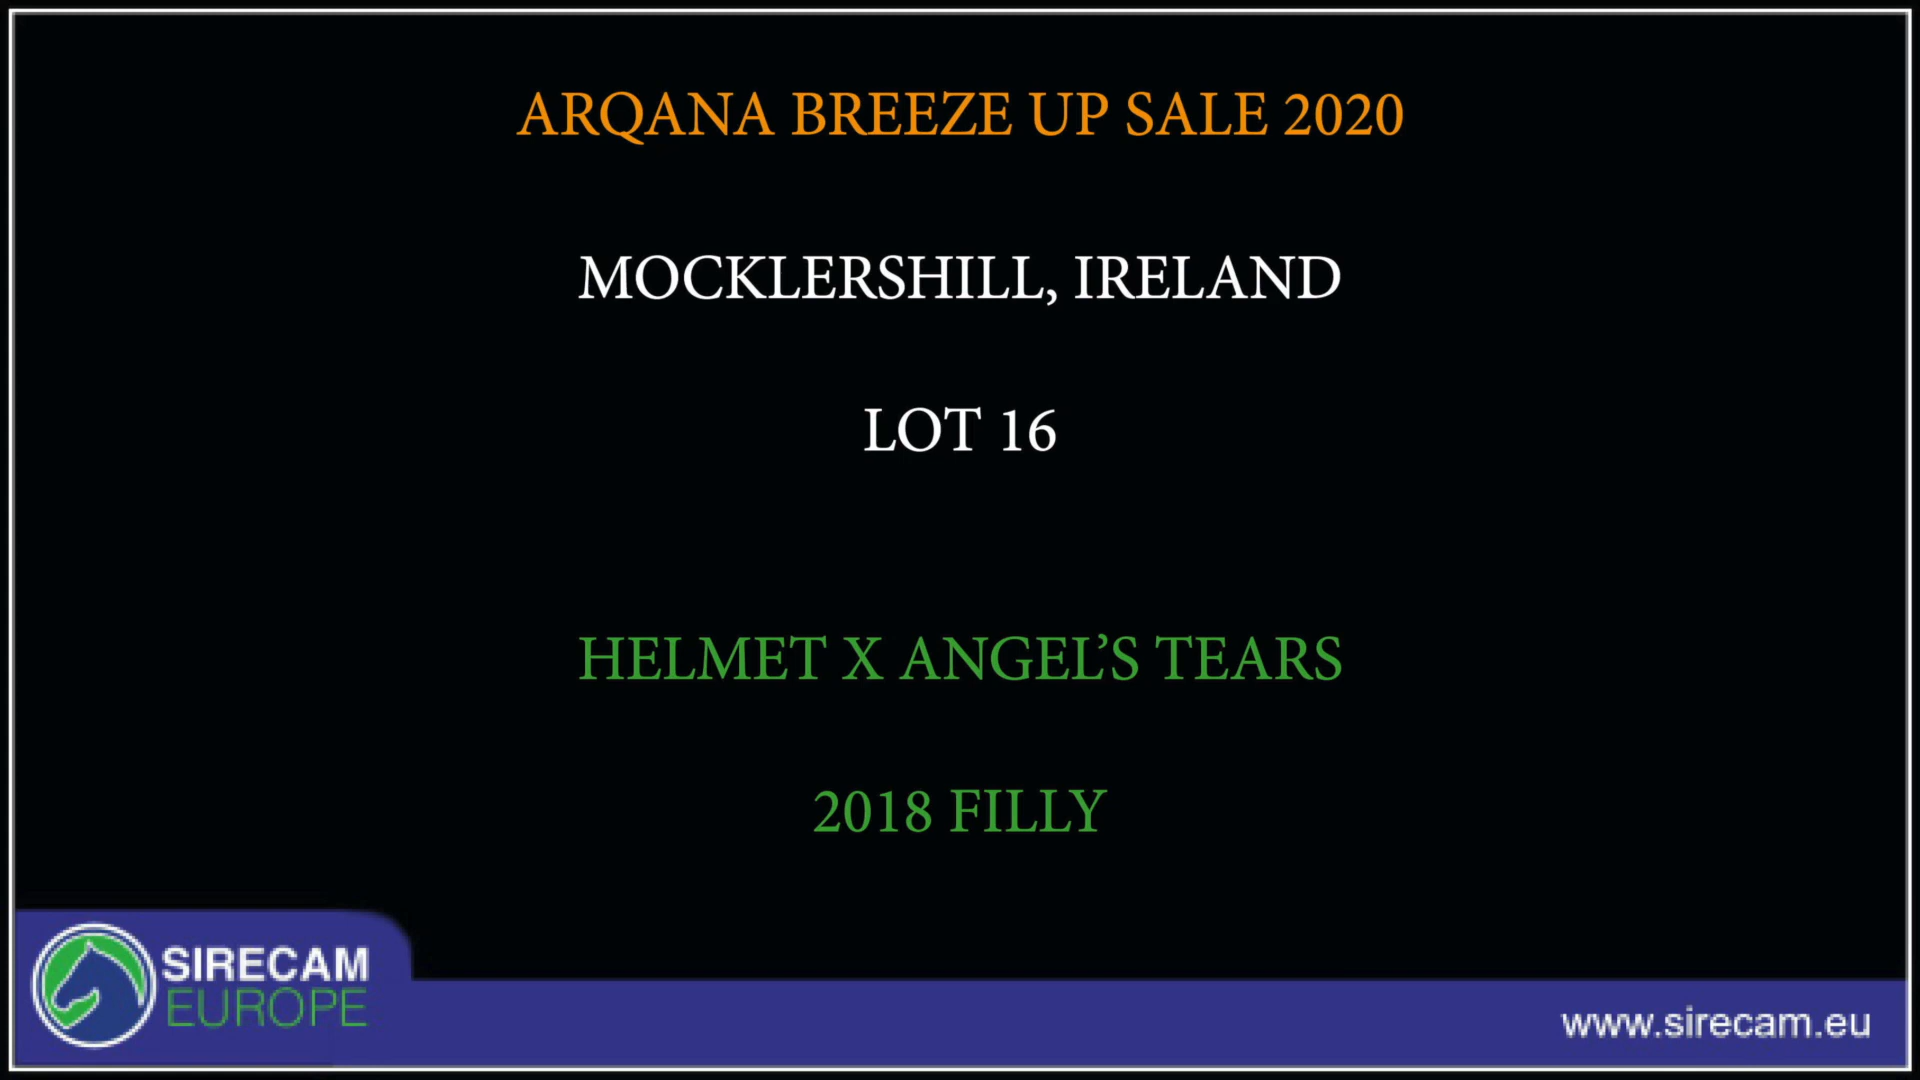 ARQANA BREEZE UP SALE 2020
MOCKLERSHILL, IRELAND
LOT 16
HELMET X ANGEL’S TEARS
2018 FILLY
SIRECAM
EUROPE
www.sirecam.eu